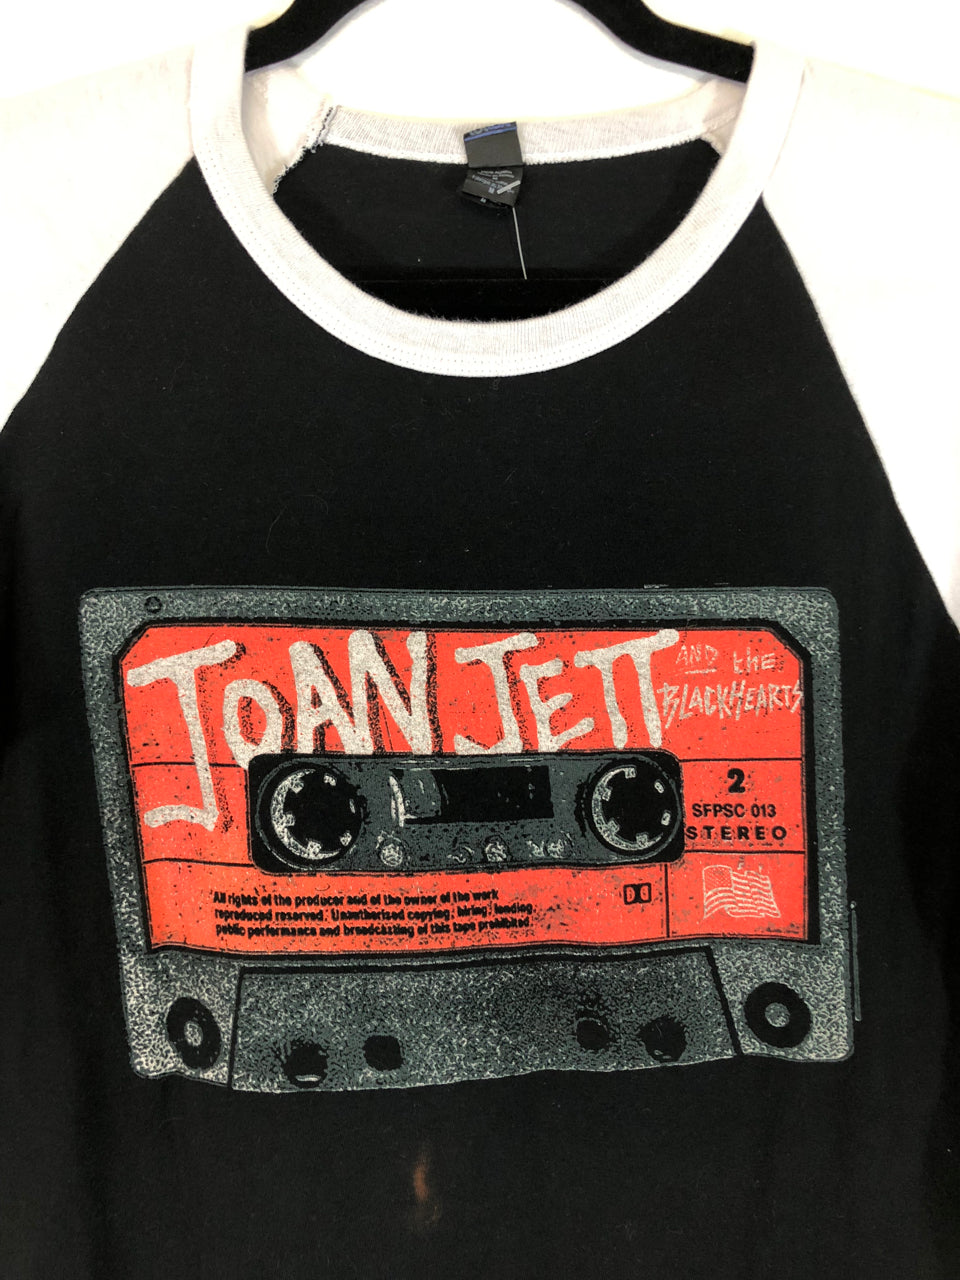 JOAN JETT
AND the
BLACKHEARTS
2
SFPSC 013
STEREO
All rights of the producer and of the owner of the work
reproduced reserved. Unauthorised copying, hiring, lending,
public performance and broadcasting of this tape prohibited.